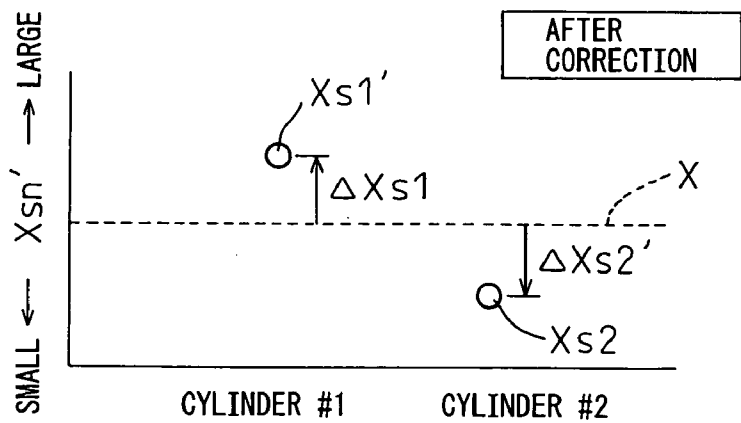 AFTER
CORRECTION
LARGE
Xsn′
SMALL
Xs1′
ΔXs1
X
ΔXs2′
Xs2
CYLINDER #1
CYLINDER #2